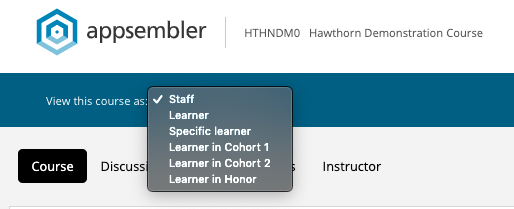 appsembler
HTHNDM0 Hawthorn Demonstration Course
View this course as:
✓ Staff
Learner
Specific learner
Learner in Cohort 1
Learner in Cohort 2
Learner in Honor
Course
Instructor